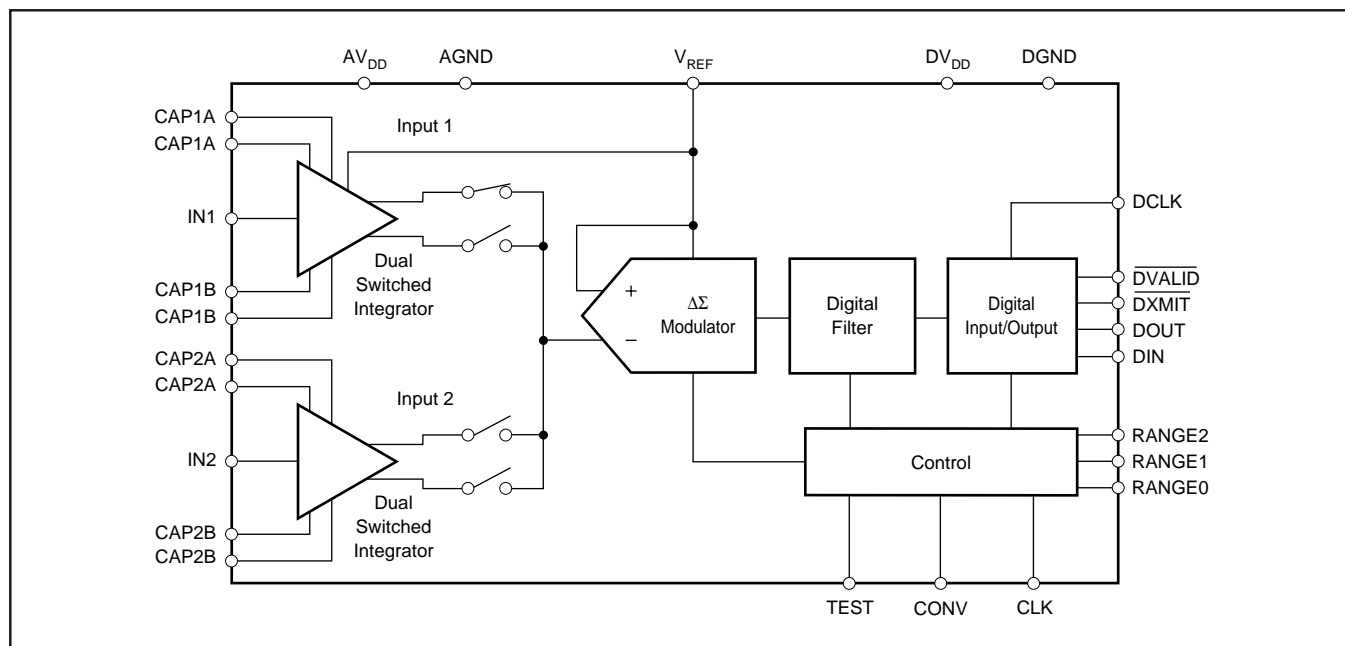 AVDD
AGND
VREF
DVDD
DGND
CAP1A
CAP1A
IN1
CAP1B
CAP1B
Input 1
Dual
Switched
Integrator
CAP2A
CAP2A
IN2
CAP2B
CAP2B
Input 2
Dual
Switched
Integrator
+
−
ΔΣ
Modulator
Digital
Filter
Digital
Input/Output
Control
DCLK
DVALID
DXMIT
DOUT
DIN
RANGE2
RANGE1
RANGE0
TEST
CONV
CLK